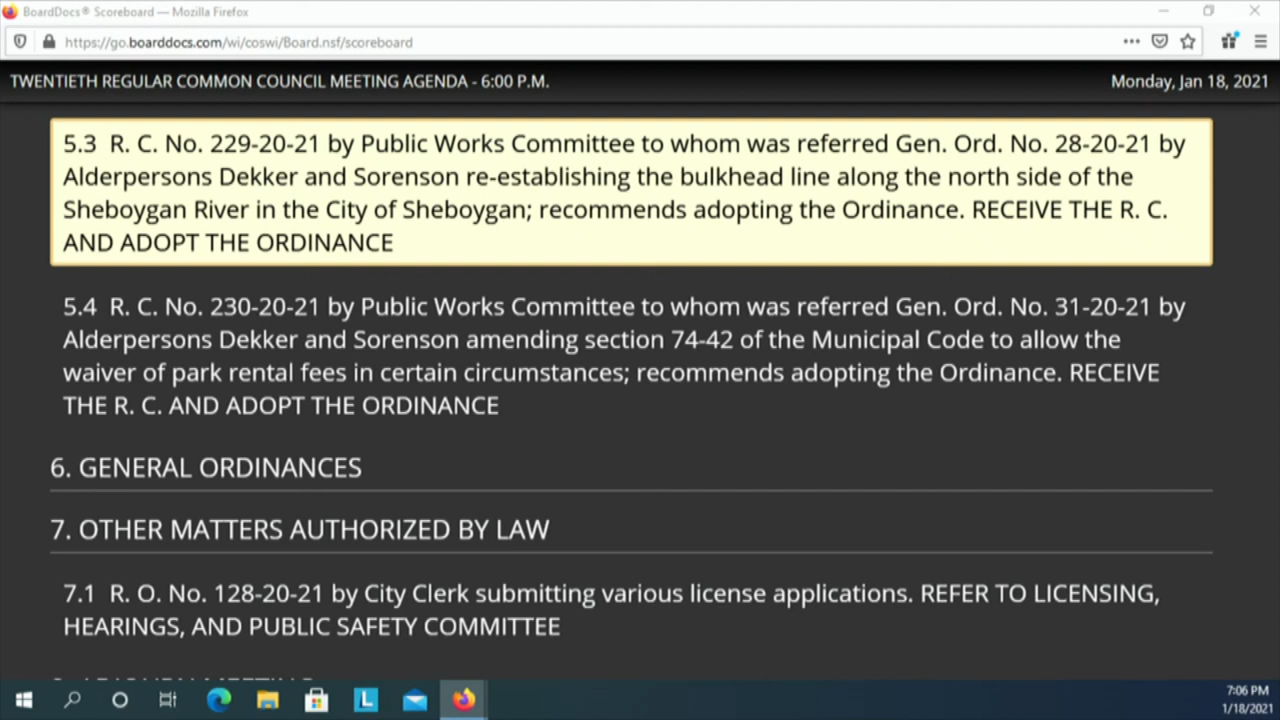 BoardDocs® Scoreboard — Mozilla Firefox
https://go.boarddocs.com/wi/coswi/Board.nsf/scoreboard
TWENTIETH REGULAR COMMON COUNCIL MEETING AGENDA - 6:00 P.M.
Monday, Jan 18, 2021
5.3 R. C. No. 229-20-21 by Public Works Committee to whom was referred Gen. Ord. No. 28-20-21 by
Alderpersons Dekker and Sorenson re-establishing the bulkhead line along the north side of the
Sheboygan River in the City of Sheboygan; recommends adopting the Ordinance. RECEIVE THE R. C.
AND ADOPT THE ORDINANCE
5.4 R. C. No. 230-20-21 by Public Works Committee to whom was referred Gen. Ord. No. 31-20-21 by
Alderpersons Dekker and Sorenson amending section 74-42 of the Municipal Code to allow the
waiver of park rental fees in certain circumstances; recommends adopting the Ordinance. RECEIVE
THE R. C. AND ADOPT THE ORDINANCE
6. GENERAL ORDINANCES
7. OTHER MATTERS AUTHORIZED BY LAW
7.1 R. O. No. 128-20-21 by City Clerk submitting various license applications. REFER TO LICENSING,
HEARINGS, AND PUBLIC SAFETY COMMITTEE
L
7:06 PM
1/18/2021